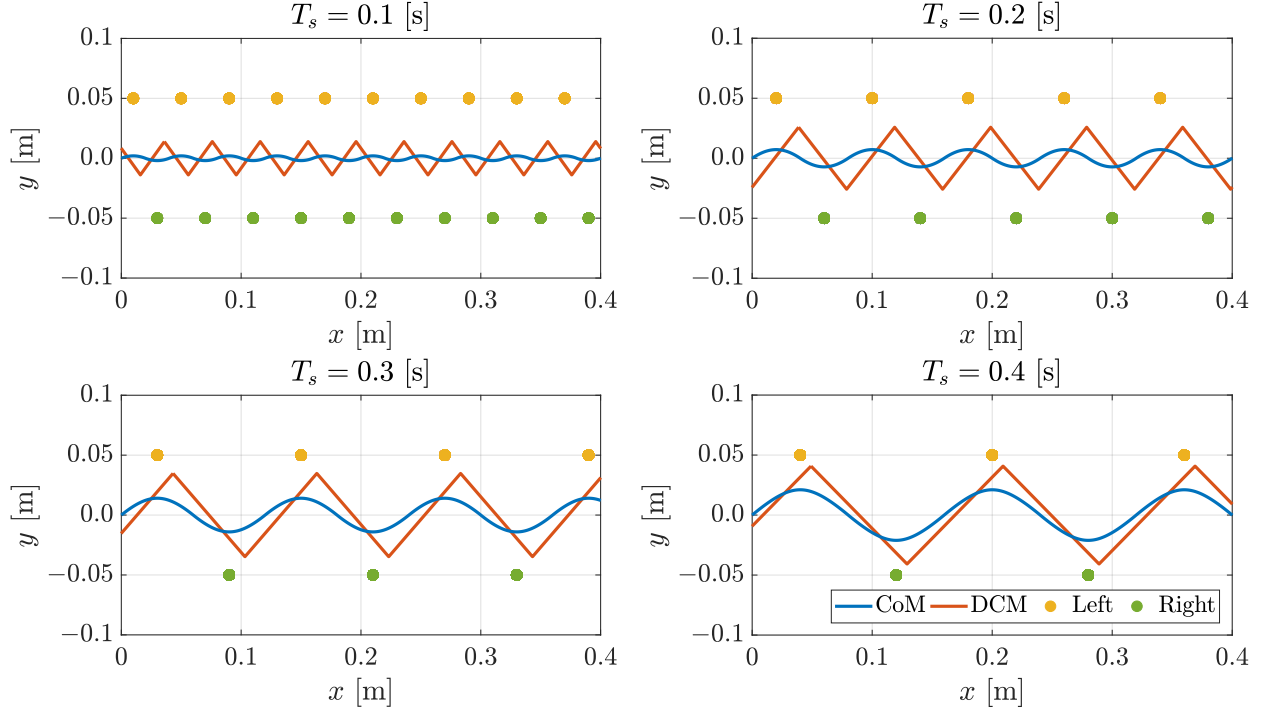 T_s = 0.1 [s]
0.1
0.05
0.0
−0.05
−0.1
y [m]
0 0.1 0.2 0.3 0.4
x [m]
T_s = 0.2 [s]
0.1
0.05
0.0
−0.05
−0.1
y [m]
0 0.1 0.2 0.3 0.4
x [m]
T_s = 0.3 [s]
0.1
0.05
0.0
−0.05
−0.1
y [m]
0 0.1 0.2 0.3 0.4
x [m]
T_s = 0.4 [s]
0.1
0.05
0.0
−0.05
−0.1
y [m]
CoM DCM Left Right
0 0.1 0.2 0.3 0.4
x [m]